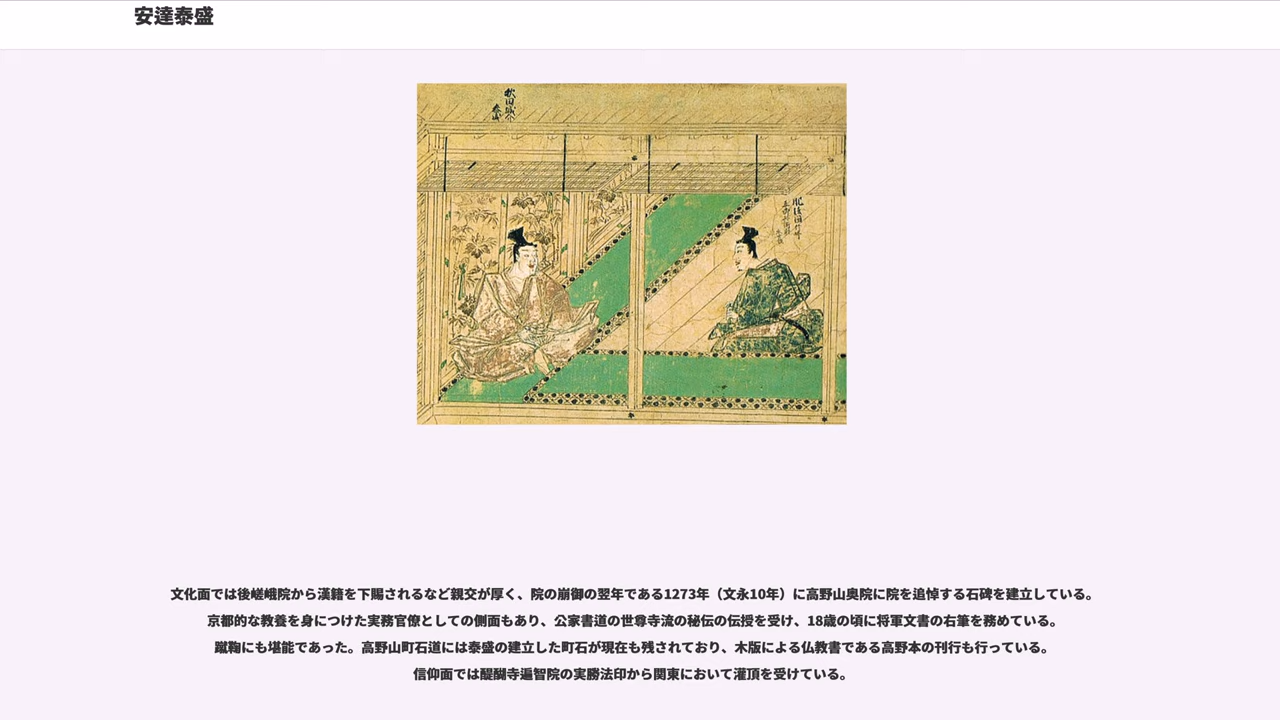 安達泰盛
秋田城介
泰盛
文化面では後嵯峨院から漢籍を下賜されるなど親交が厚く、院の崩御の翌年である1273年（文永10年）に高野山奥院に院を追悼する石碑を建立している。
京都的な教養を身につけた実務官僚としての側面もあり、公家書道の世尊寺流の秘伝の伝授を受け、18歳の頃に将軍文書の右筆を務めている。
蹴鞠にも堪能であった。高野山町石道には泰盛の建立した町石が現在も残されており、木版による仏教書である高野本の刊行も行っている。
信仰面では醍醐寺遍智院の実勝法印から関東において灌頂を受けている。